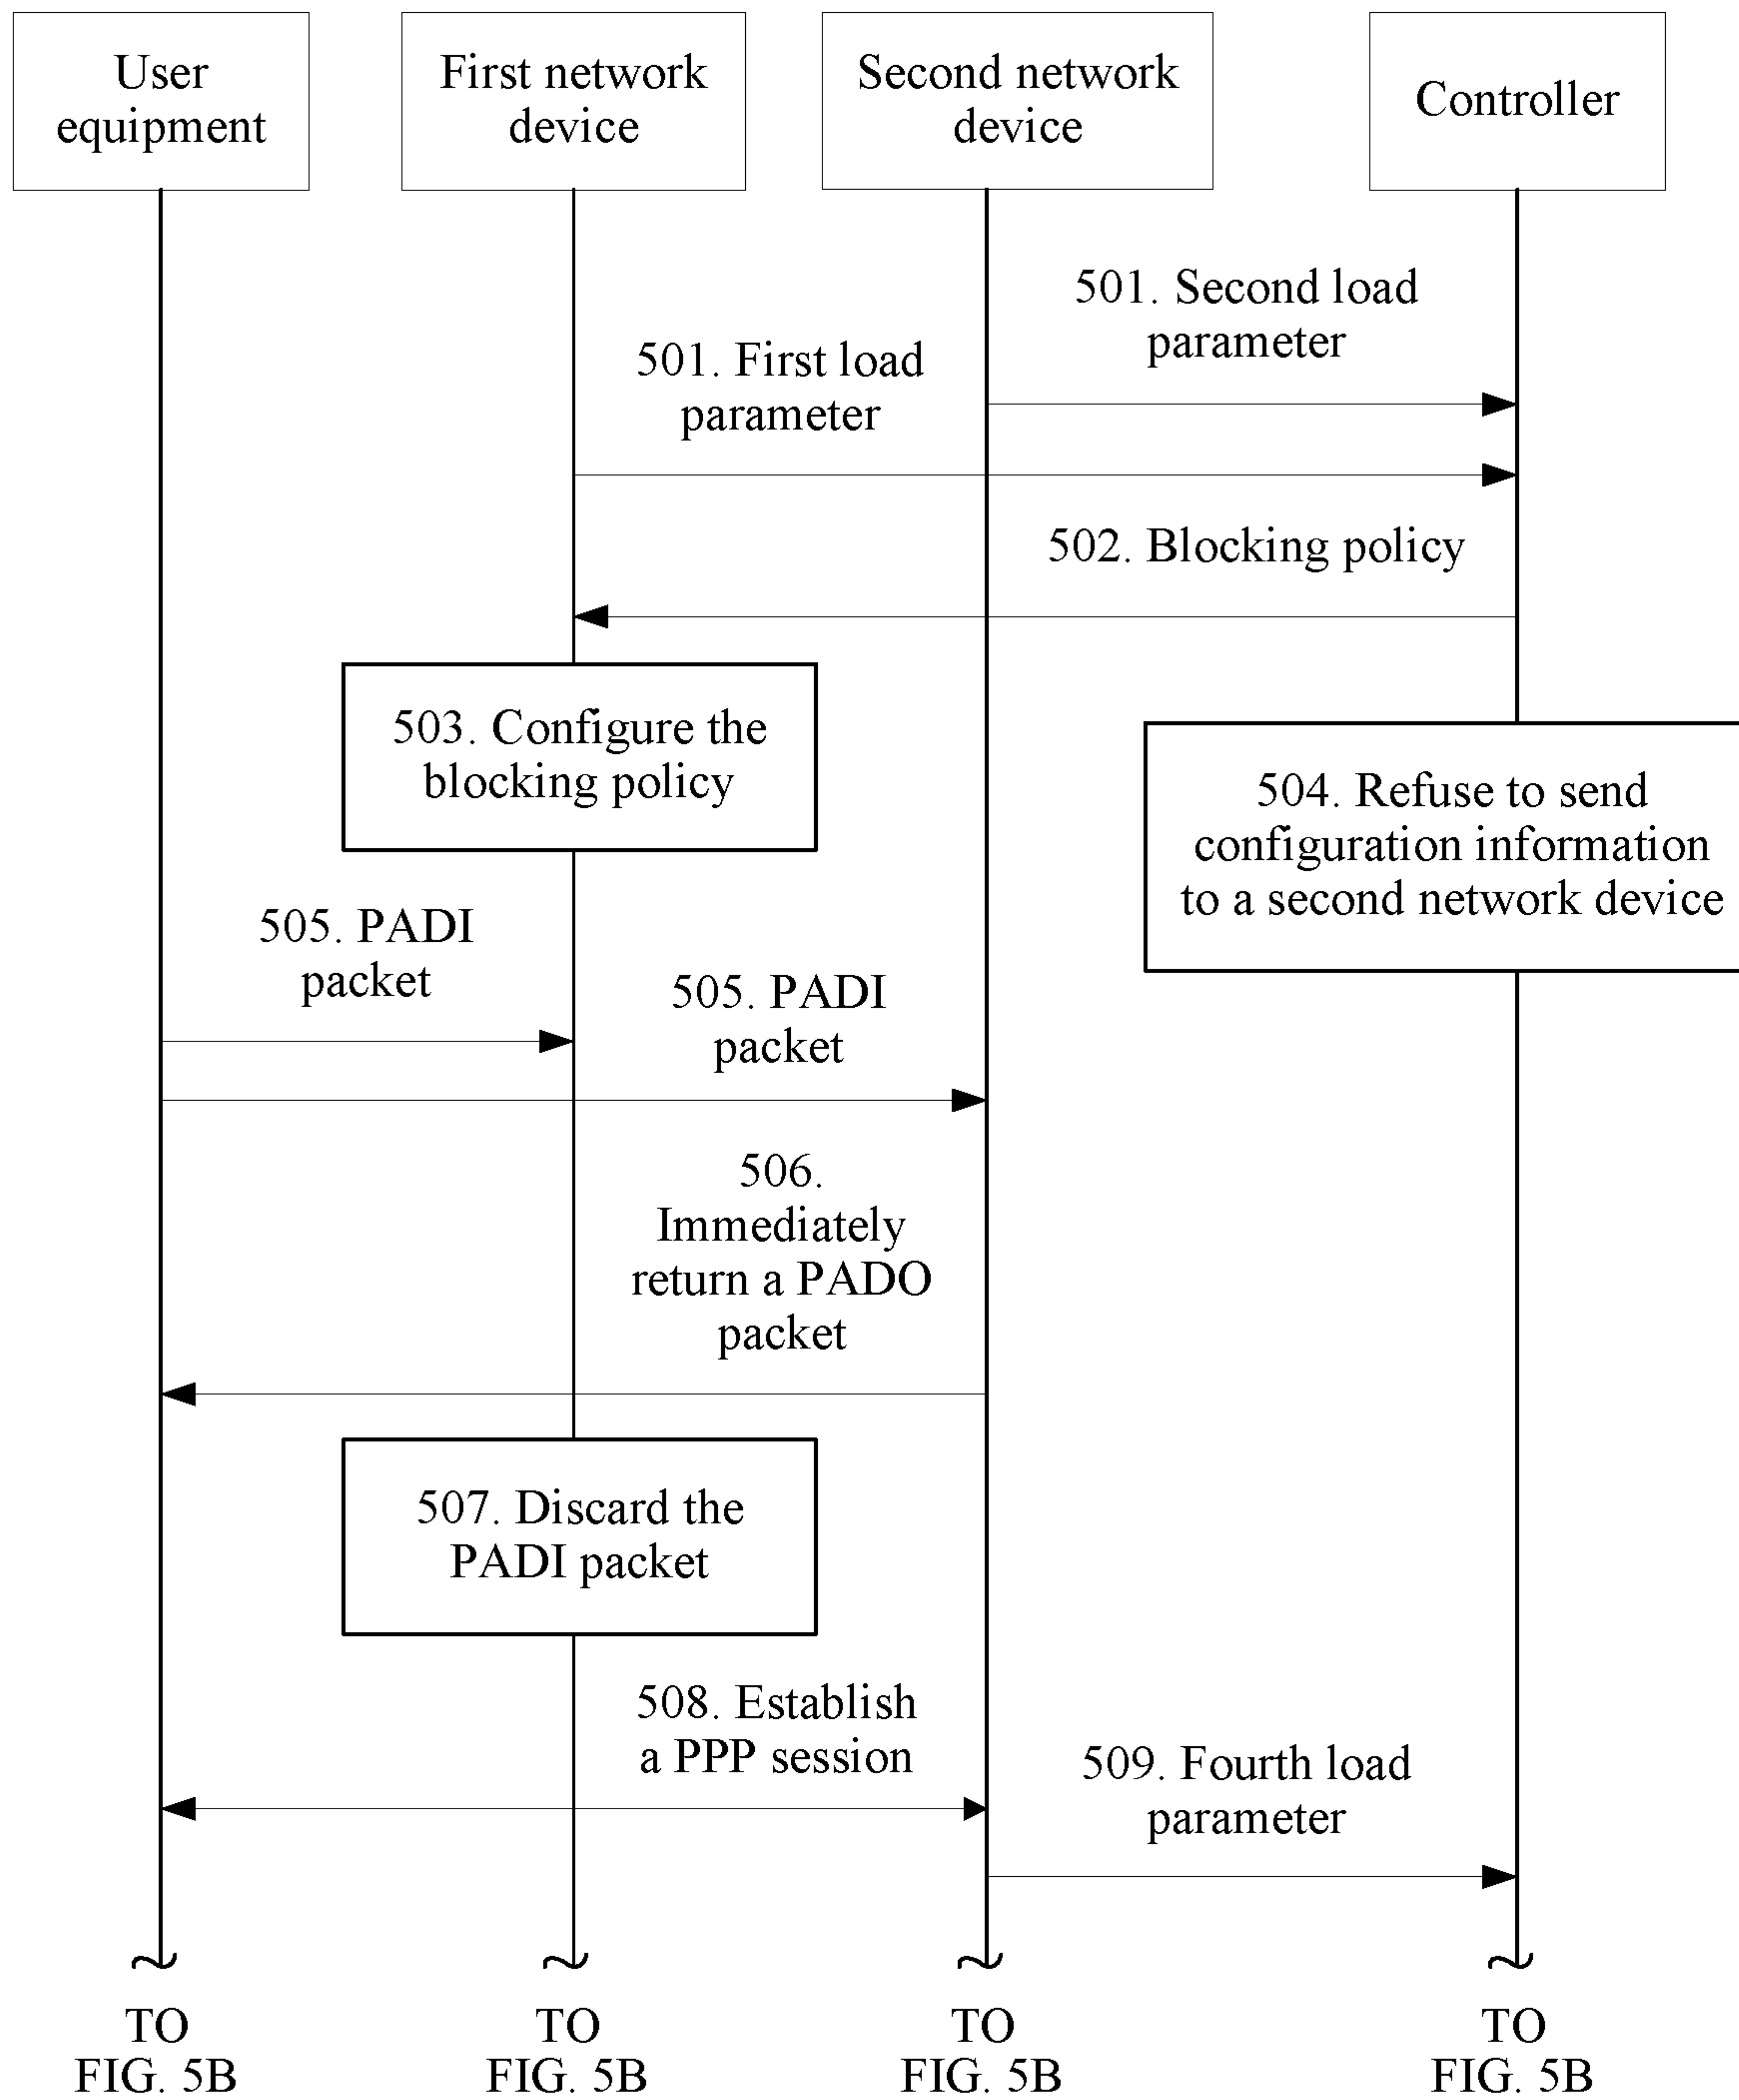 User
equipment
First network
device
Second network
device
Controller
501. Second load
parameter
501. First load
parameter
502. Blocking policy
503. Configure the
blocking policy
504. Refuse to send
configuration information
to a second network device
505. PADI
packet
505. PADI
packet
506.
Immediately
return a PADO
packet
507. Discard the
PADI packet
508. Establish
a PPP session
509. Fourth load
parameter
TO
FIG. 5B
TO
FIG. 5B
TO
FIG. 5B
TO
FIG. 5B